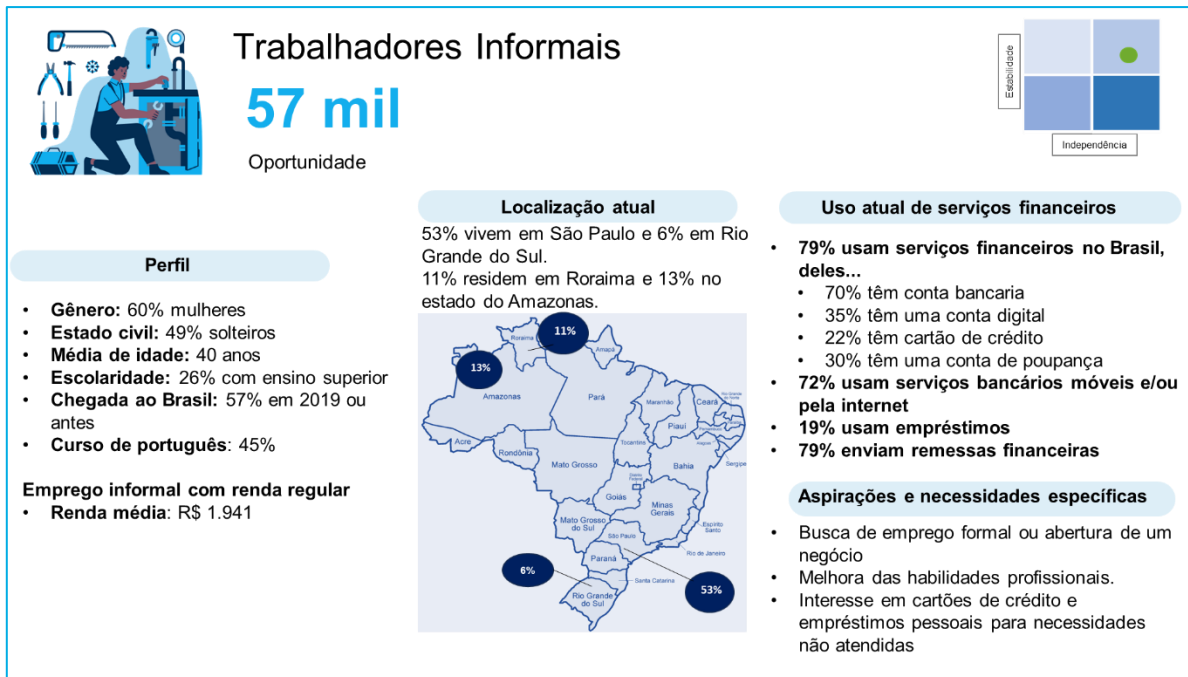 Trabalhadores Informais
57 mil
Oportunidade
Estabilidade
Independência
Perfil
• Gênero: 60% mulheres
• Estado civil: 49% solteiros
• Média de idade: 40 anos
• Escolaridade: 26% com ensino superior
• Chegada ao Brasil: 57% em 2019 ou
antes
• Curso de português: 45%
Emprego informal com renda regular
• Renda média: R$ 1.941
Localização atual
53% vivem em São Paulo e 6% em Rio
Grande do Sul.
11% residem em Roraima e 13% no
estado do Amazonas.
11%
Roraima
Amapá
13%
Amazonas
Pará
Maranhão
Ceará
Piauí
Acre
Rondônia
Tocantins
Sergipe
Mato Grosso
Bahia
Goiás
Minas
Gerais
Mato Grosso
do Sul
Espírito
Santo
São Paulo
Rio de Janeiro
Paraná
6%
Santa Catarina
53%
Rio Grande
do Sul
Uso atual de serviços financeiros
• 79% usam serviços financeiros no Brasil,
deles...
• 70% têm conta bancaria
• 35% têm uma conta digital
• 22% têm cartão de crédito
• 30% têm uma conta de poupança
• 72% usam serviços bancários móveis e/ou
pela internet
• 19% usam empréstimos
• 79% enviam remessas financeiras
Aspirações e necessidades específicas
• Busca de emprego formal ou abertura de um
negócio
• Melhora das habilidades profissionais.
• Interesse em cartões de crédito e
empréstimos pessoais para necessidades
não atendidas